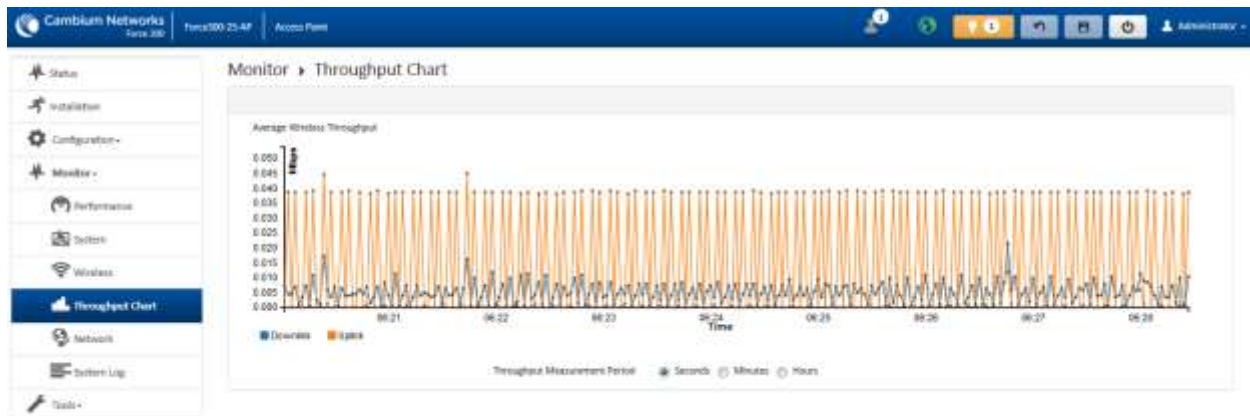 Cambium Networks
Force 300
Force300-25-AP
Access Point
1
1
Administrator
Status
Installation
Configuration
Monitor
Performance
System
Wireless
Throughput Chart
Network
System Log
Tools
Monitor ▸ Throughput Chart
Average Wireless Throughput
Mbps
0.050
0.045
0.040
0.035
0.030
0.025
0.020
0.015
0.010
0.005
0.000
06:21 06:22 06:23 06:24 06:25 06:26 06:27 06:28
Time
Downlink Uplink
Throughput Measurement Period Seconds Minutes Hours